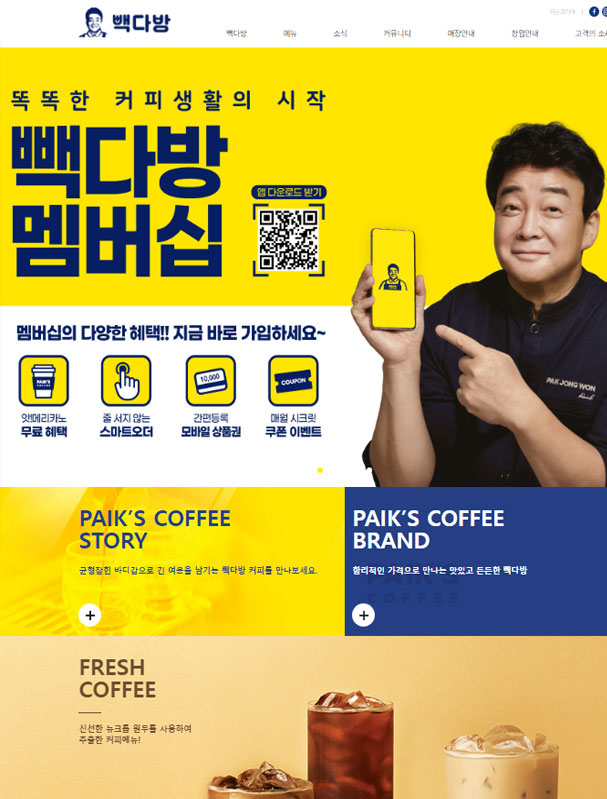 빽다방
빽다방 메뉴 소식 커뮤니티 매장안내 창업안내 고객의 소리
똑똑한 커피생활의 시작
빽다방
멤버십
앱 다운로드 받기
PAIK JONG WON
멤버십의 다양한 혜택!! 지금 바로 가입하세요~
PAIK'S
COFFEE
10,000
COUPON
앗!메리카노
무료 혜택
줄 서지 않는
스마트오더
간편등록
모바일 상품권
매월 시크릿
쿠폰 이벤트
PAIK'S COFFEE
STORY
균형잡힌 바디감으로 긴 여운을 남기는 빽다방 커피를 만나보세요.
PAIK'S COFFEE
BRAND
합리적인 가격으로 만나는 맛있고 든든한 빽다방
PAIK'S
COFFEE
FRESH
COFFEE
신선한 뉴크롭 원두를 사용하여
추출한 커피메뉴!